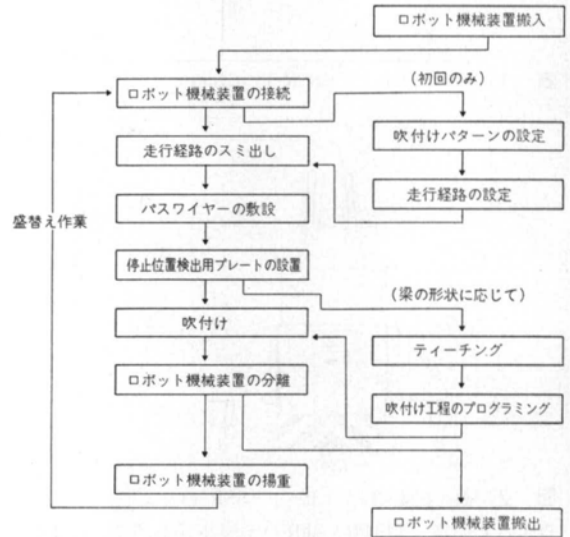 ロボット機械装置搬入
ロボット機械装置の接続
(初回のみ)
吹付けパターンの設定
走行経路のスミ出し
走行経路の設定
パスワイヤーの敷設
盛替え作業
停止位置検出用プレートの設置
(梁の形状に応じて)
吹付け
ティーチング
ロボット機械装置の分離
吹付け工程のプログラミング
ロボット機械装置の揚重
ロボット機械装置搬出